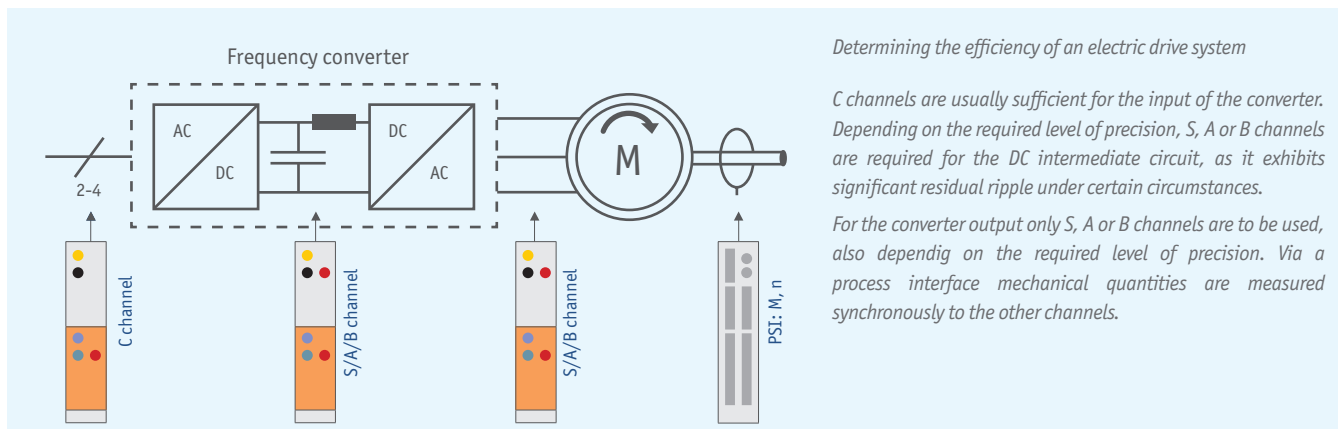 Frequency converter
AC
DC
DC
AC
M
2-4
C channel
S/A/B channel
S/A/B channel
PSI: M, n
Determining the efficiency of an electric drive system
C channels are usually sufficient for the input of the converter.
Depending on the required level of precision, S, A or B channels
are required for the DC intermediate circuit, as it exhibits
significant residual ripple under certain circumstances.
For the converter output only S, A or B channels are to be used,
also dependig on the required level of precision. Via a
process interface mechanical quantities are measured
synchronously to the other channels.